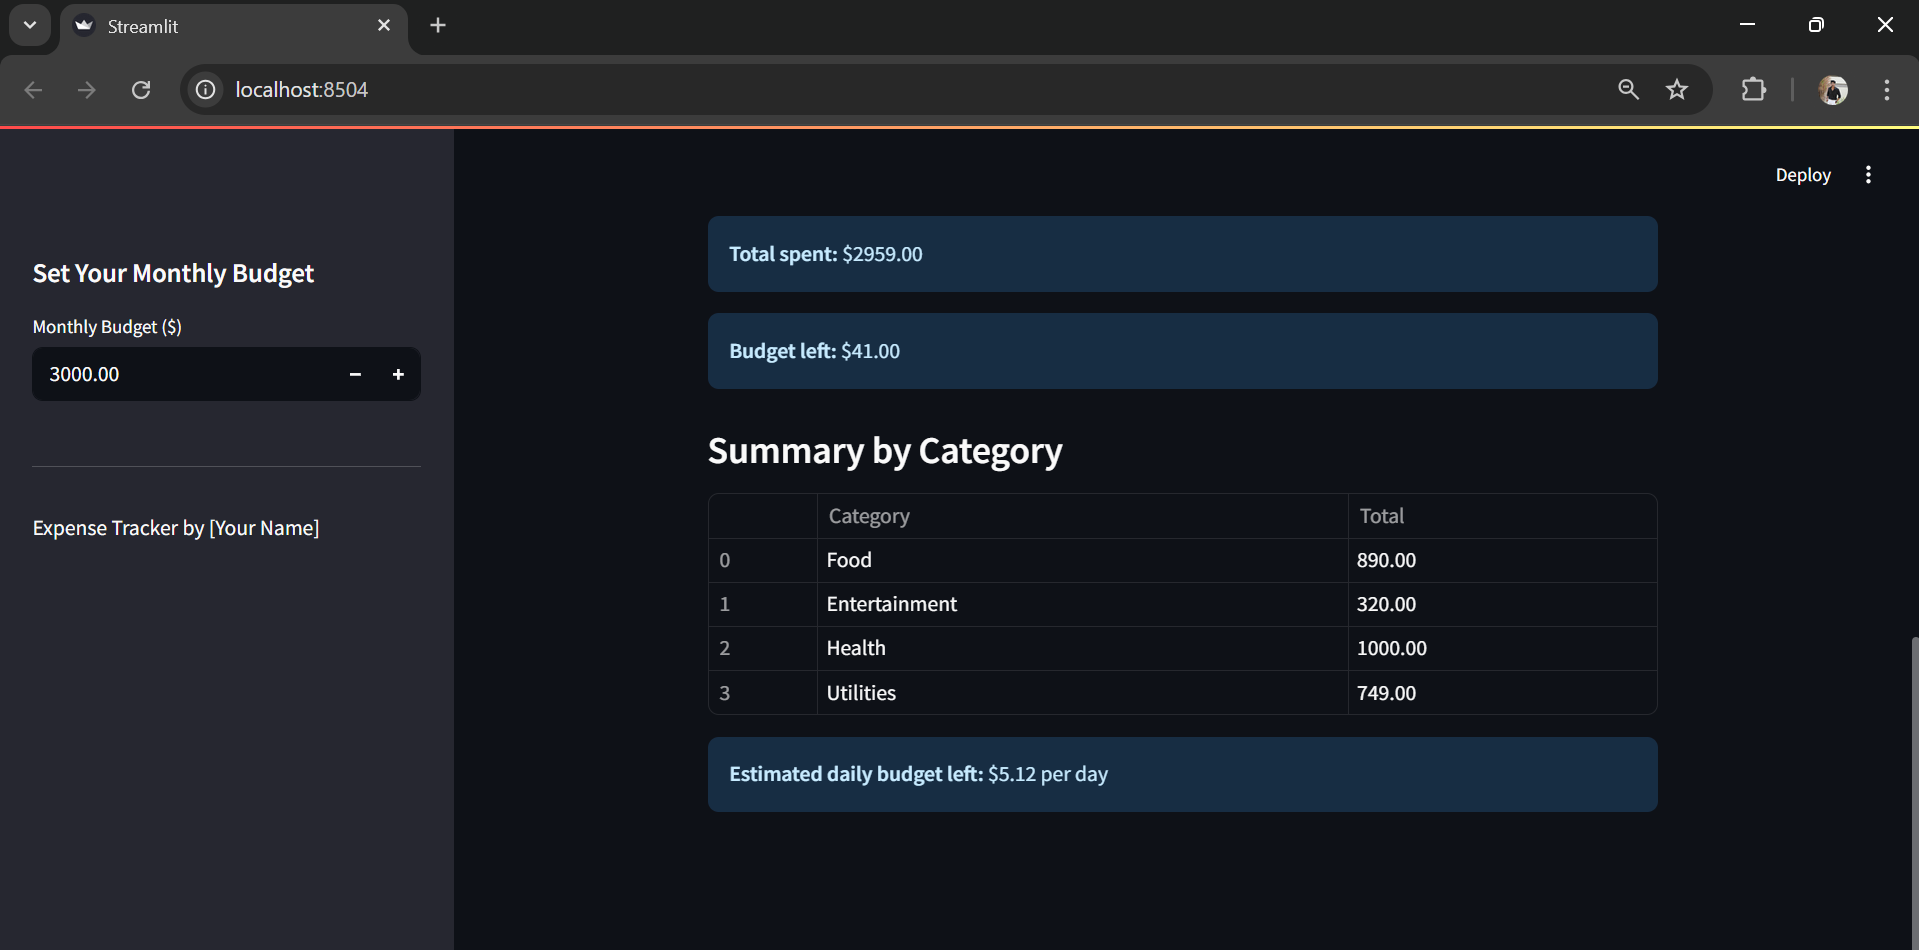 Streamlit
localhost:8504
Deploy
Set Your Monthly Budget
Monthly Budget ($)
3000.00
Expense Tracker by [Your Name]
Total spent: $2959.00
Budget left: $41.00
Summary by Category
Category Total
0 Food 890.00
1 Entertainment 320.00
2 Health 1000.00
3 Utilities 749.00
Estimated daily budget left: $5.12 per day